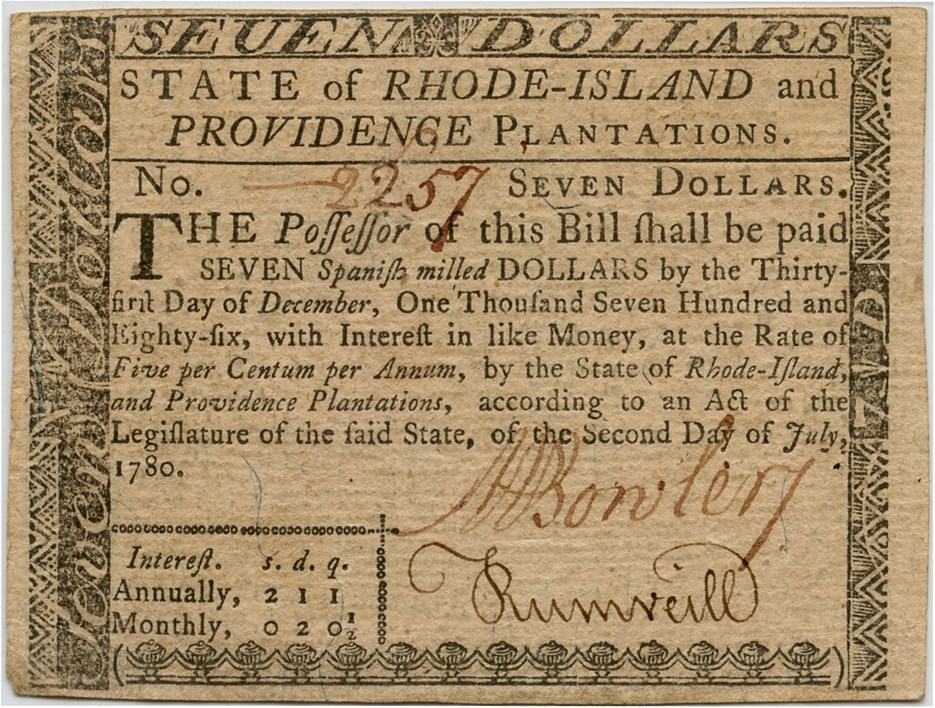 SEVEN DOLLARS
STATE of RHODE-ISLAND and
PROVIDENCE PLANTATIONS.
No. 2257 SEVEN DOLLARS.
THE Poſſeſſor of this Bill ſhall be paid
SEVEN Spaniſh milled DOLLARS by the Thirty-
firſt Day of December, One Thouſand Seven Hundred and
Eighty-ſix, with Intereſt in like Money, at the Rate of
Five per Centum per Annum, by the State of Rhode-Iſland,
and Providence Plantations, according to an Act of the
Legiſlature of the ſaid State, of the Second Day of July,
1780.
MBowler
TRumreill
Intereſt. s. d. q.
Annually, 2 1 1
Monthly, 0 2 0½
Seven Dollars